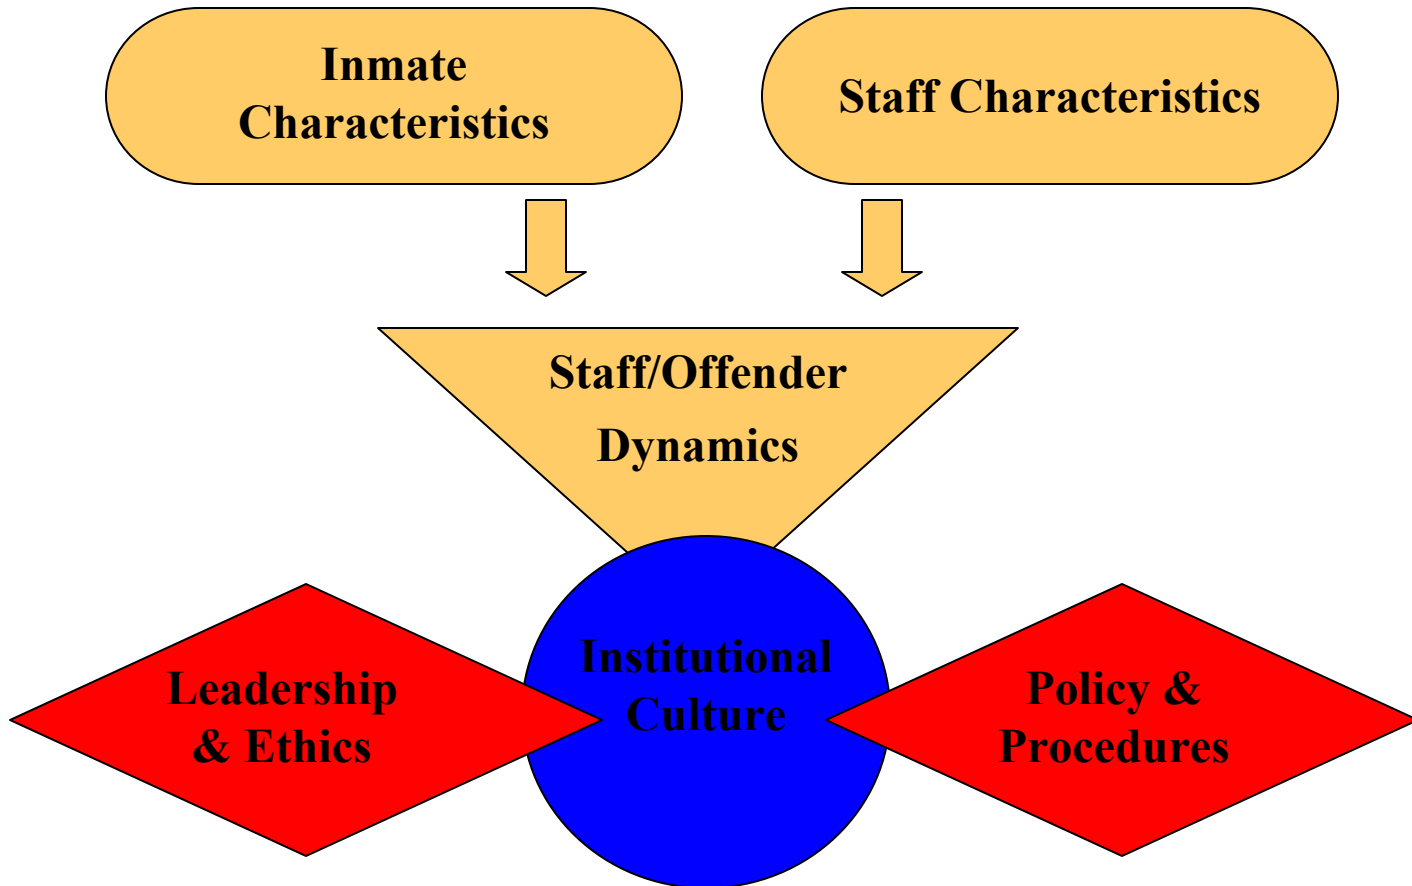 Inmate
Characteristics
Staff Characteristics
Staff/Offender
Dynamics
Institutional
Culture
Leadership
& Ethics
Policy &
Procedures